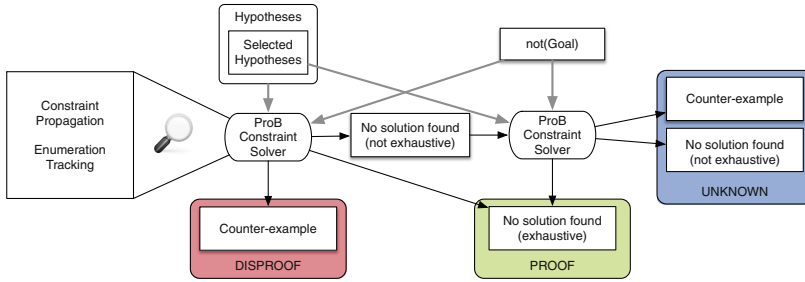 Hypotheses
Selected
Hypotheses
not(Goal)
Constraint
Propagation
Enumeration
Tracking
ProB
Constraint
Solver
No solution found
(not exhaustive)
ProB
Constraint
Solver
Counter-example
No solution found
(not exhaustive)
UNKNOWN
Counter-example
DISPROOF
No solution found
(exhaustive)
PROOF